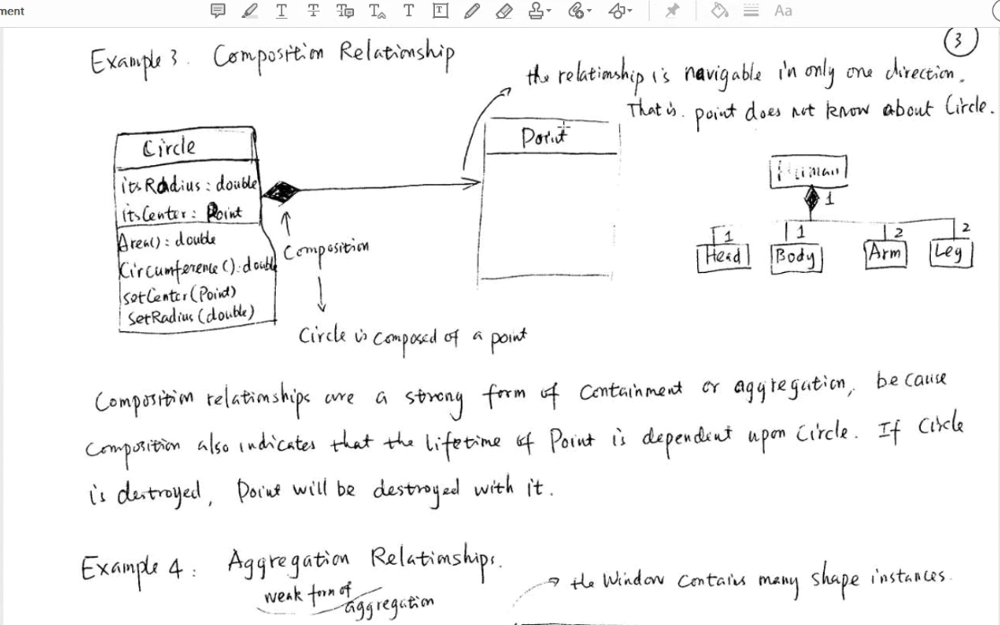 ment
T T T T T Aa
3
Example 3. Composition Relationship
the relationship is navigable in only one direction.
That is. point does not know about Circle.
Circle
itsRadius : double
itsCenter : Point
Area() : double
Circumference() : double
setCenter(Point)
SetRadius(double)
Composition
Circle is composed of a point
Point
Human
1
1
1
2
2
Head
Body
Arm
Leg
Composition relationships are a strong form of containment or aggregation, because
composition also indicates that the lifetime of Point is dependent upon Circle. If Circle
is destroyed, Point will be destroyed with it.
Example 4: Aggregation Relationships.
weak form of
aggregation
the Window contains many shape instances.